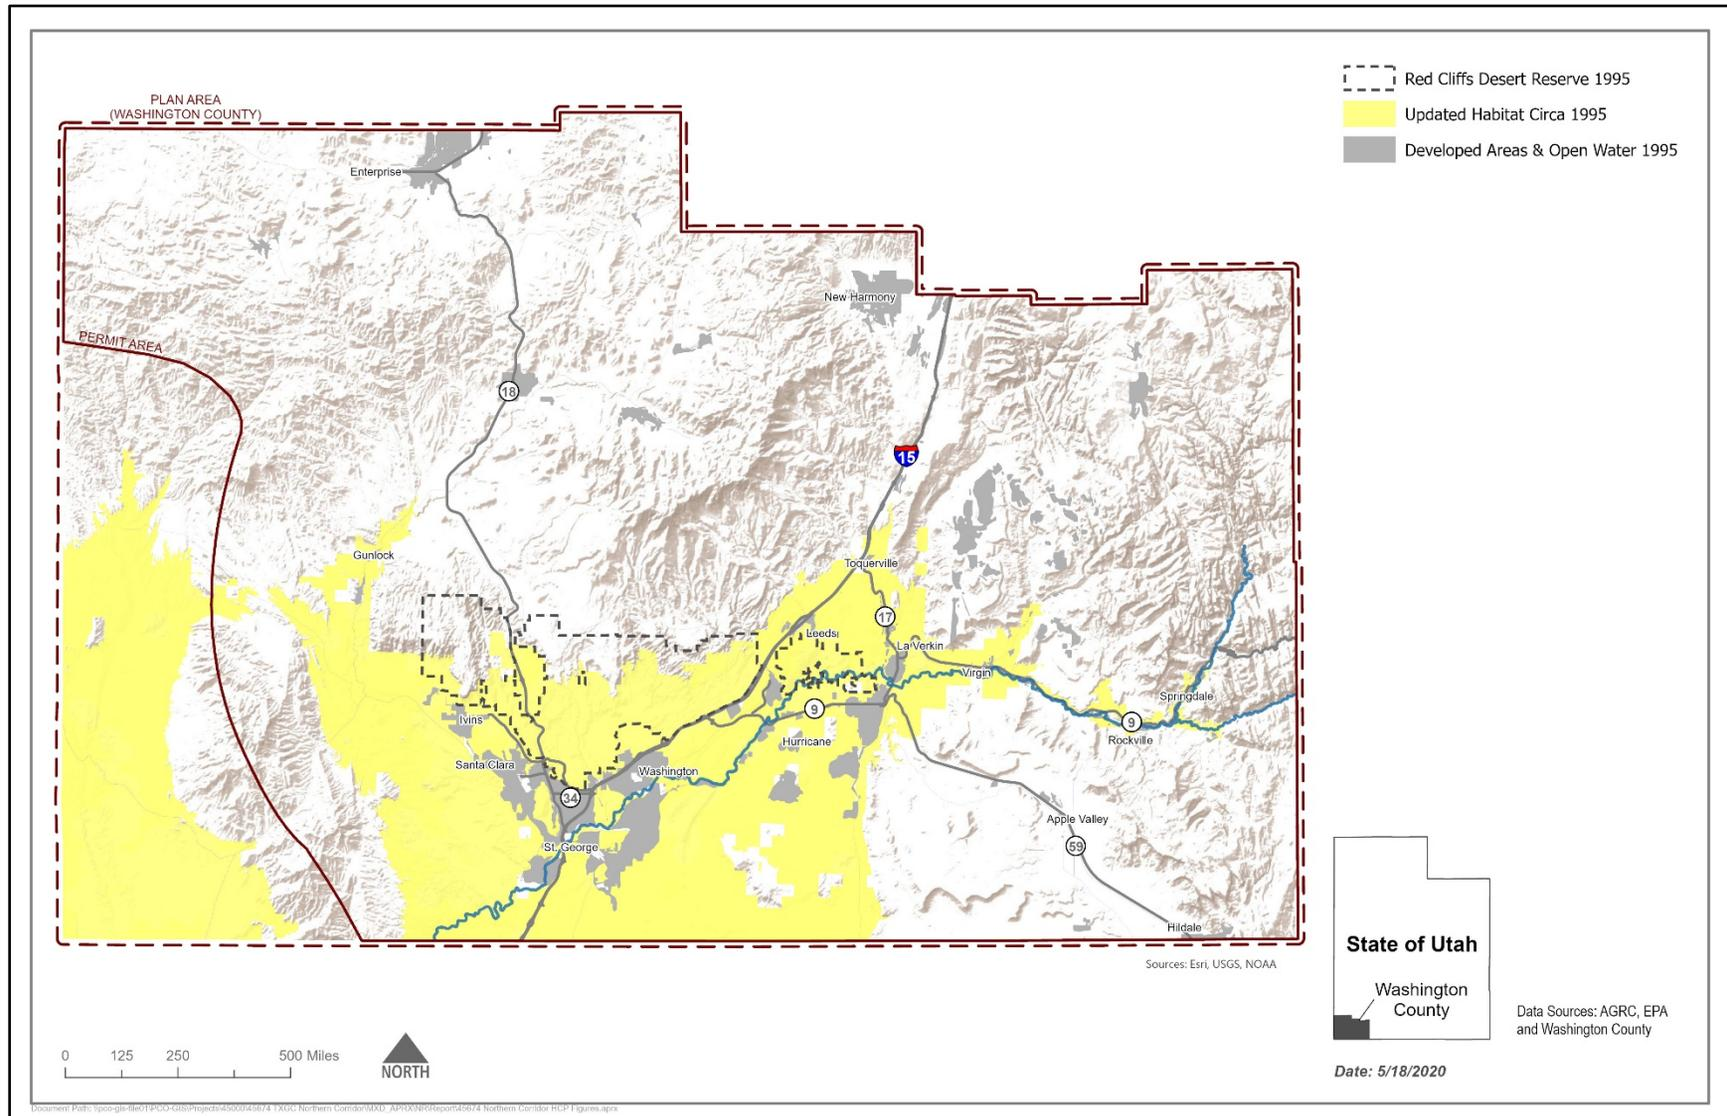 Red Cliffs Desert Reserve 1995
Updated Habitat Circa 1995
Developed Areas & Open Water 1995
PLAN AREA
(WASHINGTON COUNTY)
Enterprise
New Harmony
PERMIT AREA
18
15
Gunlock
Toquerville
17
Leeds
La Verkin
Virgin
Springdale
Ivins
9
9
Rockville
Hurricane
Santa Clara
Washington
34
Apple Valley
St. George
59
Hildale
Sources: Esri, USGS, NOAA
State of Utah
Washington
County
Data Sources: AGRC, EPA
and Washington County
0 125 250 500 Miles
NORTH
Date: 5/18/2020